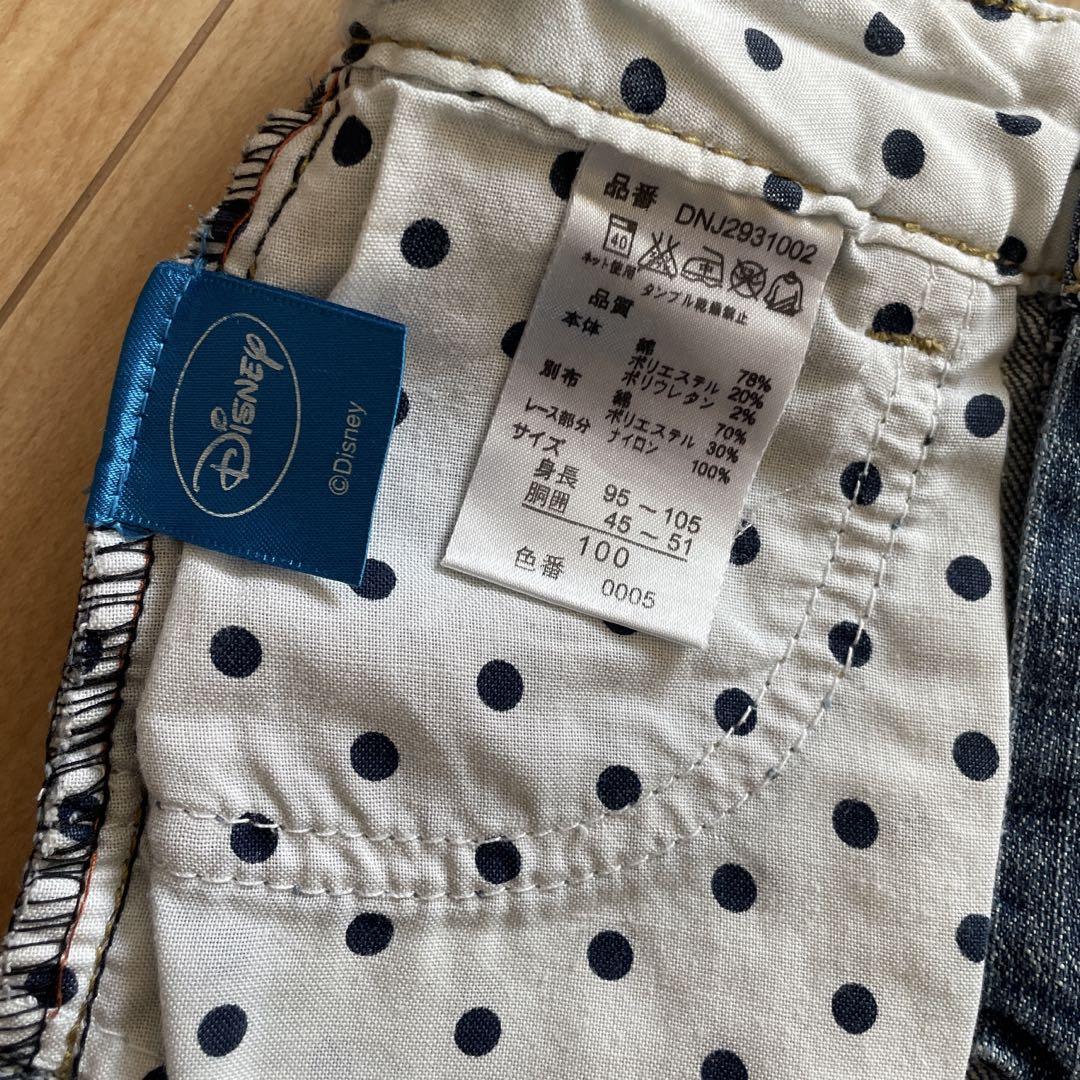 DISNEY
©Disney
品番 DNJ2931002
40
中
ネット使用
タンブル乾燥禁止
品質
本体 綿 78%
ポリエステル 20%
ポリウレタン 2%
別布 綿 70%
ポリエステル 30%
レース部分 ナイロン 100%
サイズ
身長 95~105
胴囲 45~51
100
色番 0005